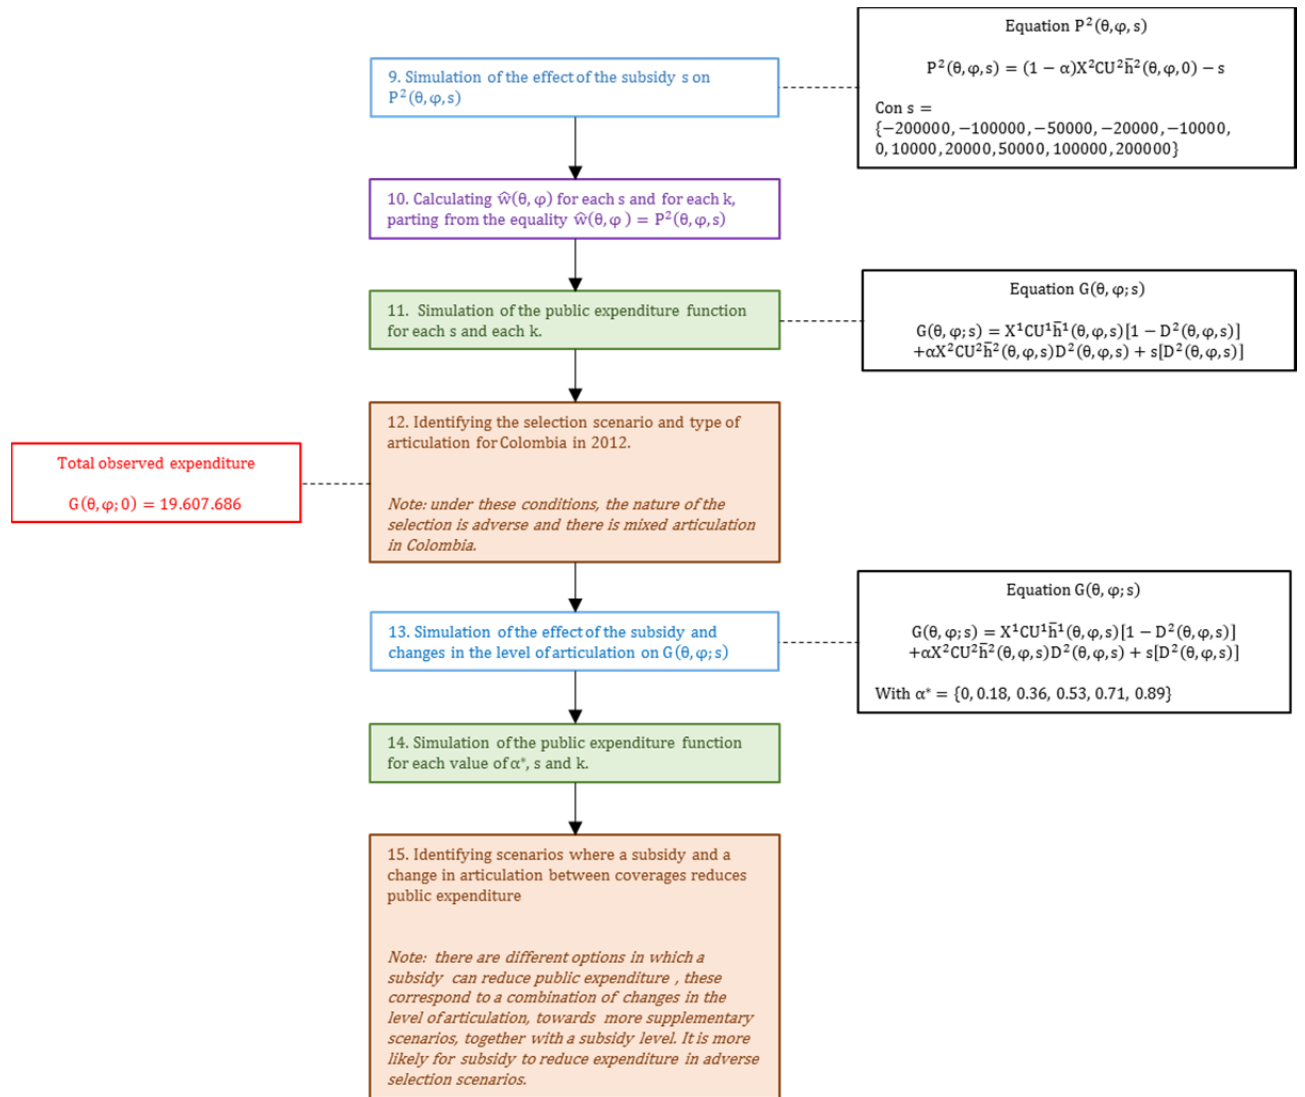 Equation P²(θ,φ,s)
P²(θ,φ,s) = (1 − α)X²CU²h̄²(θ,φ,0) − s
Con s =
{−200000, −100000, −50000, −20000, −10000,
0, 10000, 20000, 50000, 100000, 200000}
9. Simulation of the effect of the subsidy s on
P²(θ,φ,s)
10. Calculating ŵ(θ,φ) for each s and for each k,
parting from the equality ŵ(θ,φ) = P²(θ,φ,s)
11. Simulation of the public expenditure function
for each s and each k.
Equation G(θ,φ;s)
G(θ,φ;s) = X¹CU¹h̄¹(θ,φ,s)[1 − D²(θ,φ,s)]
+αX²CU²h̄²(θ,φ,s)D²(θ,φ,s) + s[D²(θ,φ,s)]
12. Identifying the selection scenario and type of
articulation for Colombia in 2012.
Note: under these conditions, the nature of the
selection is adverse and there is mixed articulation
in Colombia.
Total observed expenditure
G(θ,φ;0) = 19.607.686
13. Simulation of the effect of the subsidy and
changes in the level of articulation on G(θ,φ;s)
Equation G(θ,φ;s)
G(θ,φ;s) = X¹CU¹h̄¹(θ,φ,s)[1 − D²(θ,φ,s)]
+αX²CU²h̄²(θ,φ,s)D²(θ,φ,s) + s[D²(θ,φ,s)]
With α* = {0, 0.18, 0.36, 0.53, 0.71, 0.89}
14. Simulation of the public expenditure function
for each value of α*, s and k.
15. Identifying scenarios where a subsidy and a
change in articulation between coverages reduces
public expenditure
Note: there are different options in which a
subsidy can reduce public expenditure , these
correspond to a combination of changes in the
level of articulation, towards more supplementary
scenarios, together with a subsidy level. It is more
likely for subsidy to reduce expenditure in adverse
selection scenarios.